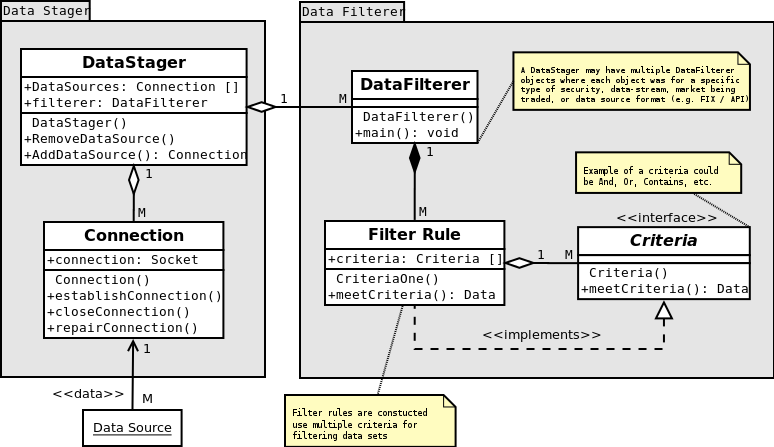 Data Stager
DataStager
+DataSources: Connection []
+filterer: DataFilterer
DataStager()
+RemoveDataSource()
+AddDataSource(): Connection
1
M
1
M
Connection
+connection: Socket
Connection()
+establishConnection()
+closeConnection()
+repairConnection()
1
<<data>>
M
Data Source
Data Filterer
DataFilterer
DataFilterer()
+main(): void
A DataStager may have multiple DataFilterer
objects where each object was for a specific
type of security, data-stream, market being
traded, or data source format (e.g. FIX / API)
1
M
Example of a criteria could
be And, Or, Contains, etc.
Filter Rule
+criteria: Criteria []
CriteriaOne()
+meetCriteria(): Data
1
M
<<interface>>
Criteria
Criteria()
+meetCriteria(): Data
<<implements>>
Filter rules are constucted
use multiple criteria for
filtering data sets